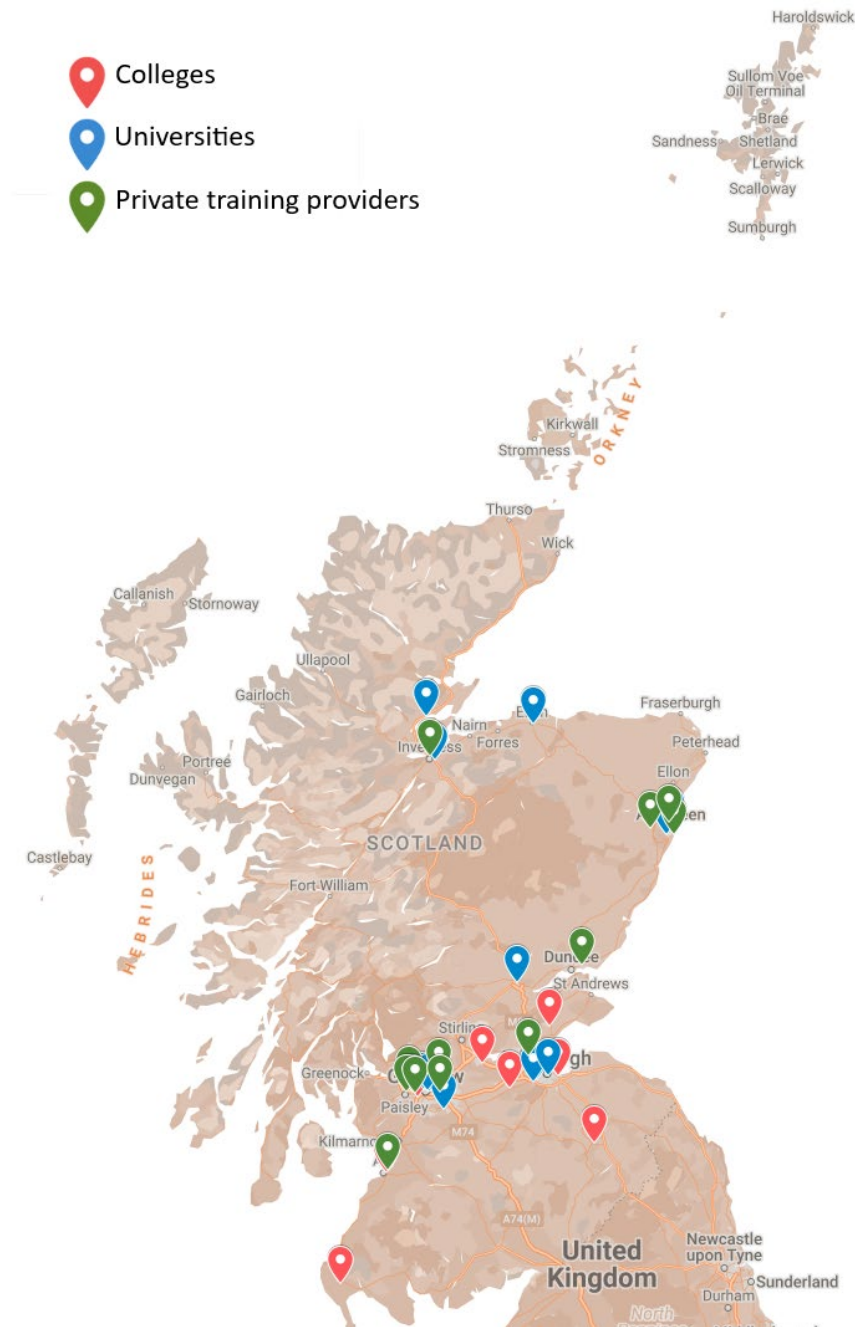 Haroldswick
Colleges
Sullom Voe
Oil Terminal
Brae
Universities
Sandness
Shetland
Lerwick
Scalloway
Private training providers
Sumburgh
ORKNEY
Kirkwall
Stromness
Thurso
Wick
Callanish
Stornoway
Ullapool
Gairloch
Fraserburgh
Nairn
Forres
Peterhead
Portree
Dunvegan
Ellon
SCOTLAND
Castlebay
HEBRIDES
Fort William
St Andrews
Greenock
Paisley
M74
A74(M)
United
Kingdom
Newcastle
upon Tyne
Sunderland
Durham
North